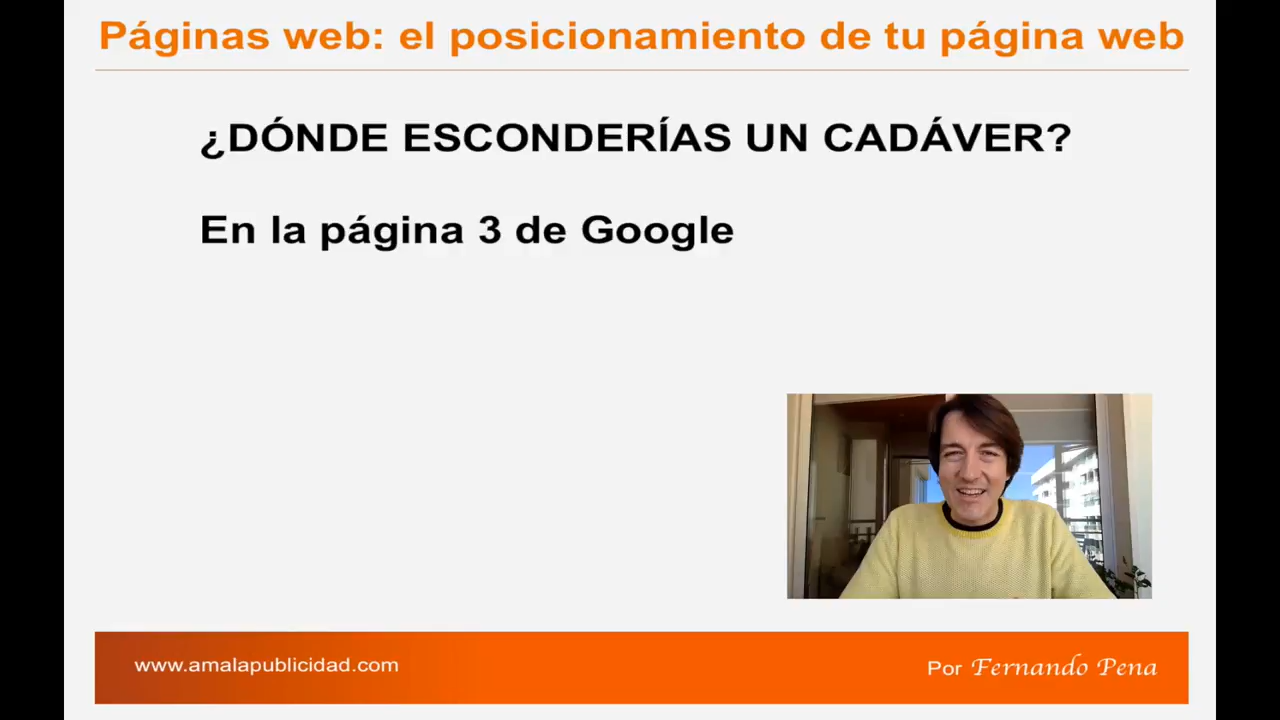 Páginas web: el posicionamiento de tu página web
¿DÓNDE ESCONDERÍAS UN CADÁVER?
En la página 3 de Google
www.amalapublicidad.com
Por Fernando Pena